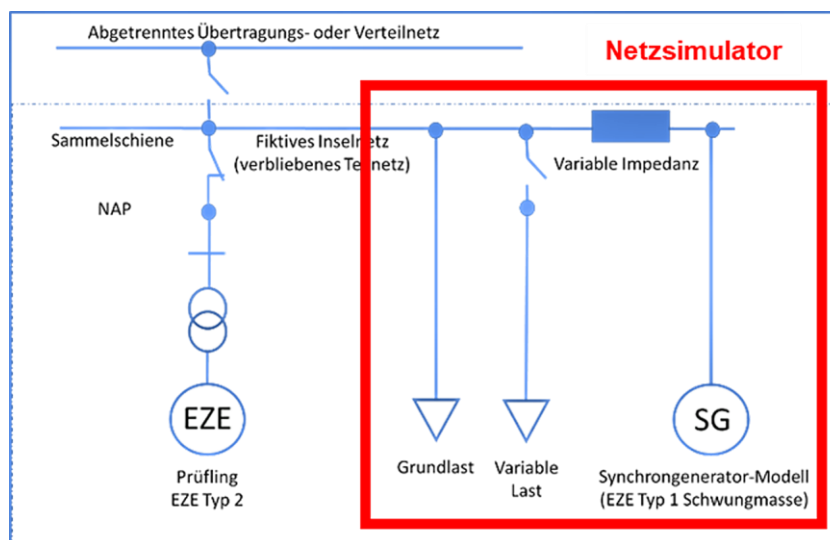 Abgetrenntes Übertragungs- oder Verteilnetz
Netzsimulator
Sammelschiene
Fiktives Inselnetz
(verbliebenes Teilnetz)
Variable Impedanz
NAP
EZE
SG
Prüfling
EZE Typ 2
Grundlast
Variable
Last
Synchrongenerator-Modell
(EZE Typ 1 Schwungmasse)